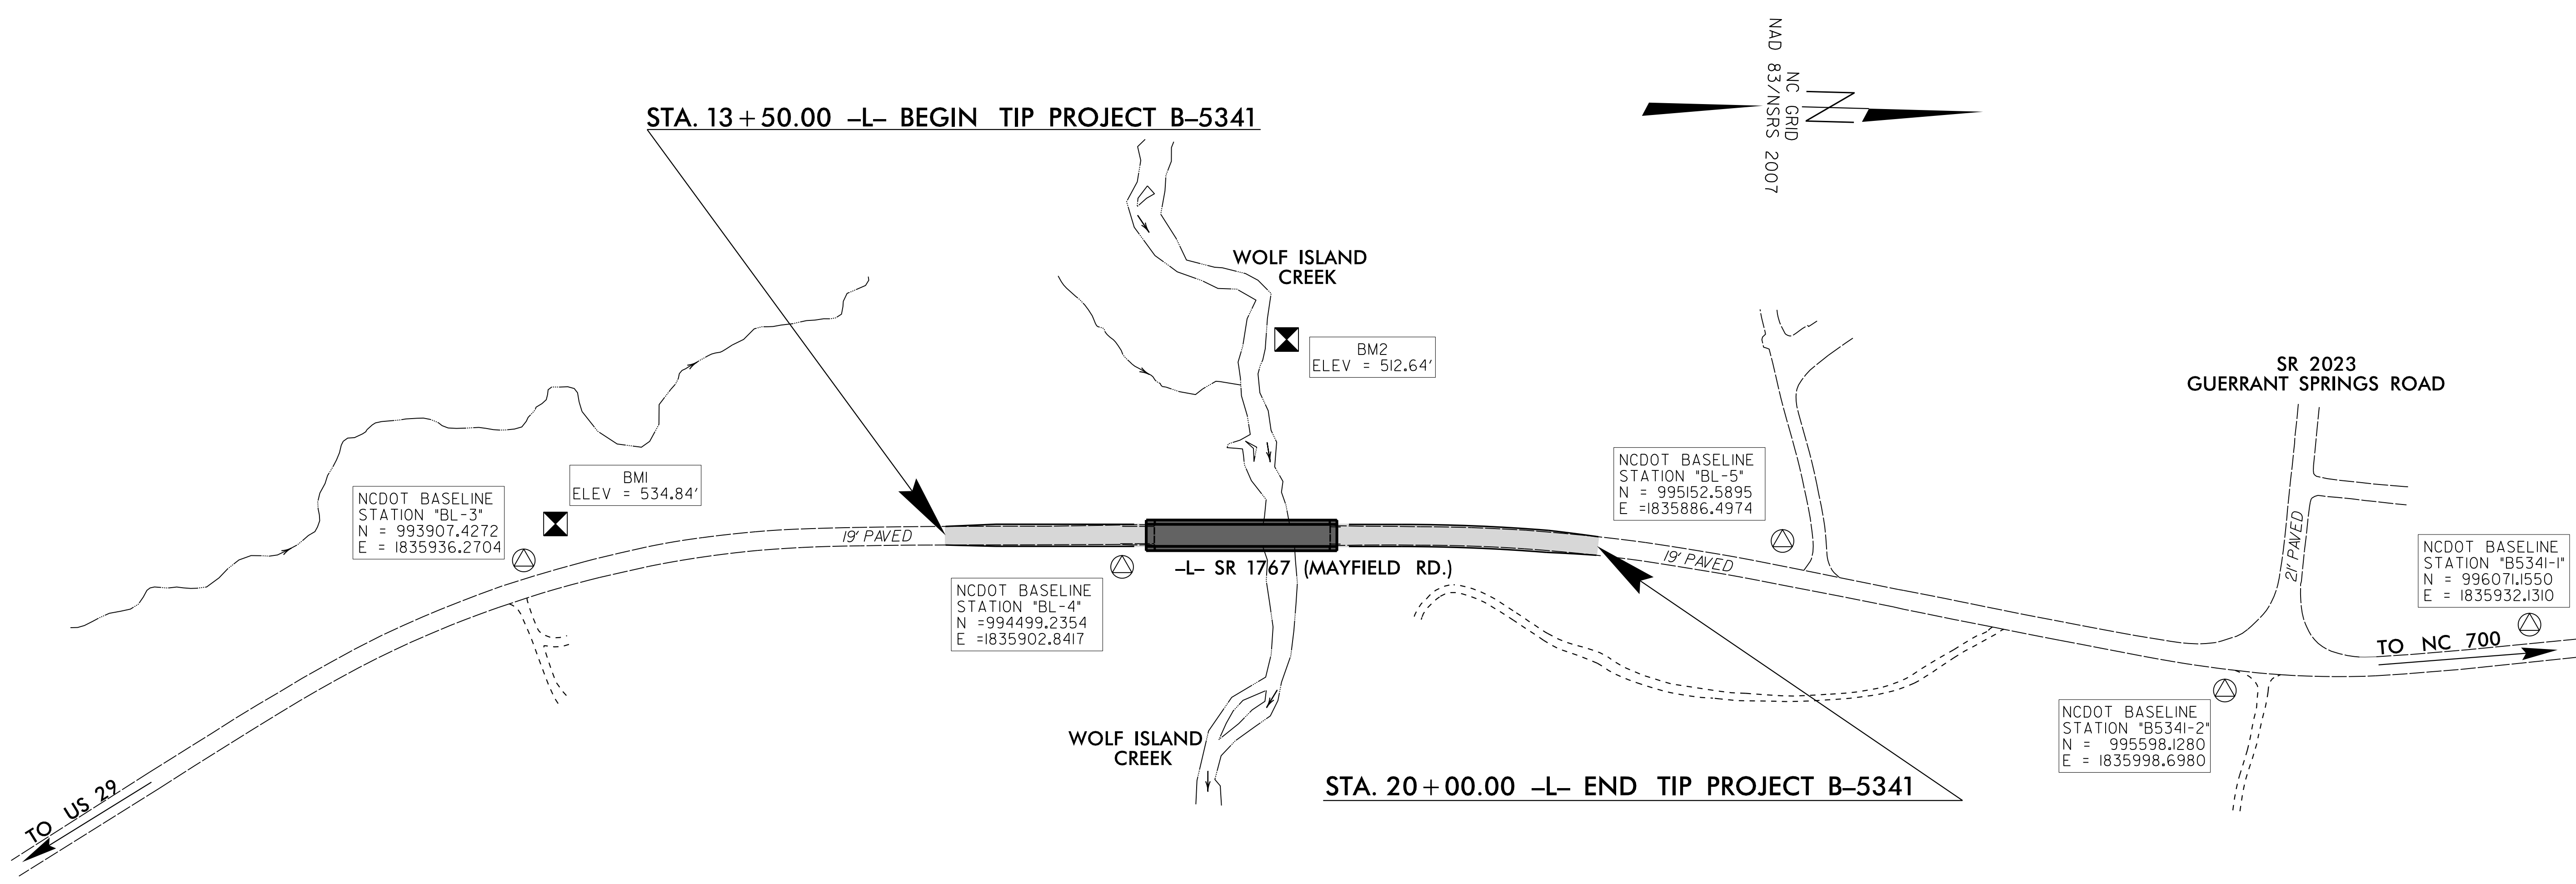 NC GRID
NAD 83/NSRS 2007
STA. 13+50.00 –L– BEGIN TIP PROJECT B–5341
WOLF ISLAND
CREEK
BM2
ELEV = 512.64'
SR 2023
GUERRANT SPRINGS ROAD
BM1
ELEV = 534.84'
NCDOT BASELINE
STATION "BL-3"
N = 993907.4272
E = 1835936.2704
19' PAVED
NCDOT BASELINE
STATION "BL-5"
N = 995152.5895
E =1835886.4974
19' PAVED
21' PAVED
NCDOT BASELINE
STATION "B5341-1"
N = 996071.1550
E = 1835932.1310
–L– SR 1767 (MAYFIELD RD.)
NCDOT BASELINE
STATION "BL-4"
N =994499.2354
E =1835902.8417
TO NC 700
NCDOT BASELINE
STATION "B5341-2"
N = 995598.1280
E = 1835998.6980
WOLF ISLAND
CREEK
TO US 29
STA. 20+00.00 –L– END TIP PROJECT B–5341